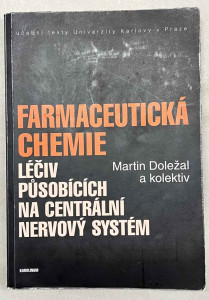 učební texty Univerzity Karlovy v Praze
FARMACEUTICKÁ
CHEMIE
LÉČIV
PŮSOBÍCÍCH
NA CENTRÁLNÍ
NERVOVÝ SYSTÉM
Martin Doležal
a kolektiv
KAROLINUM